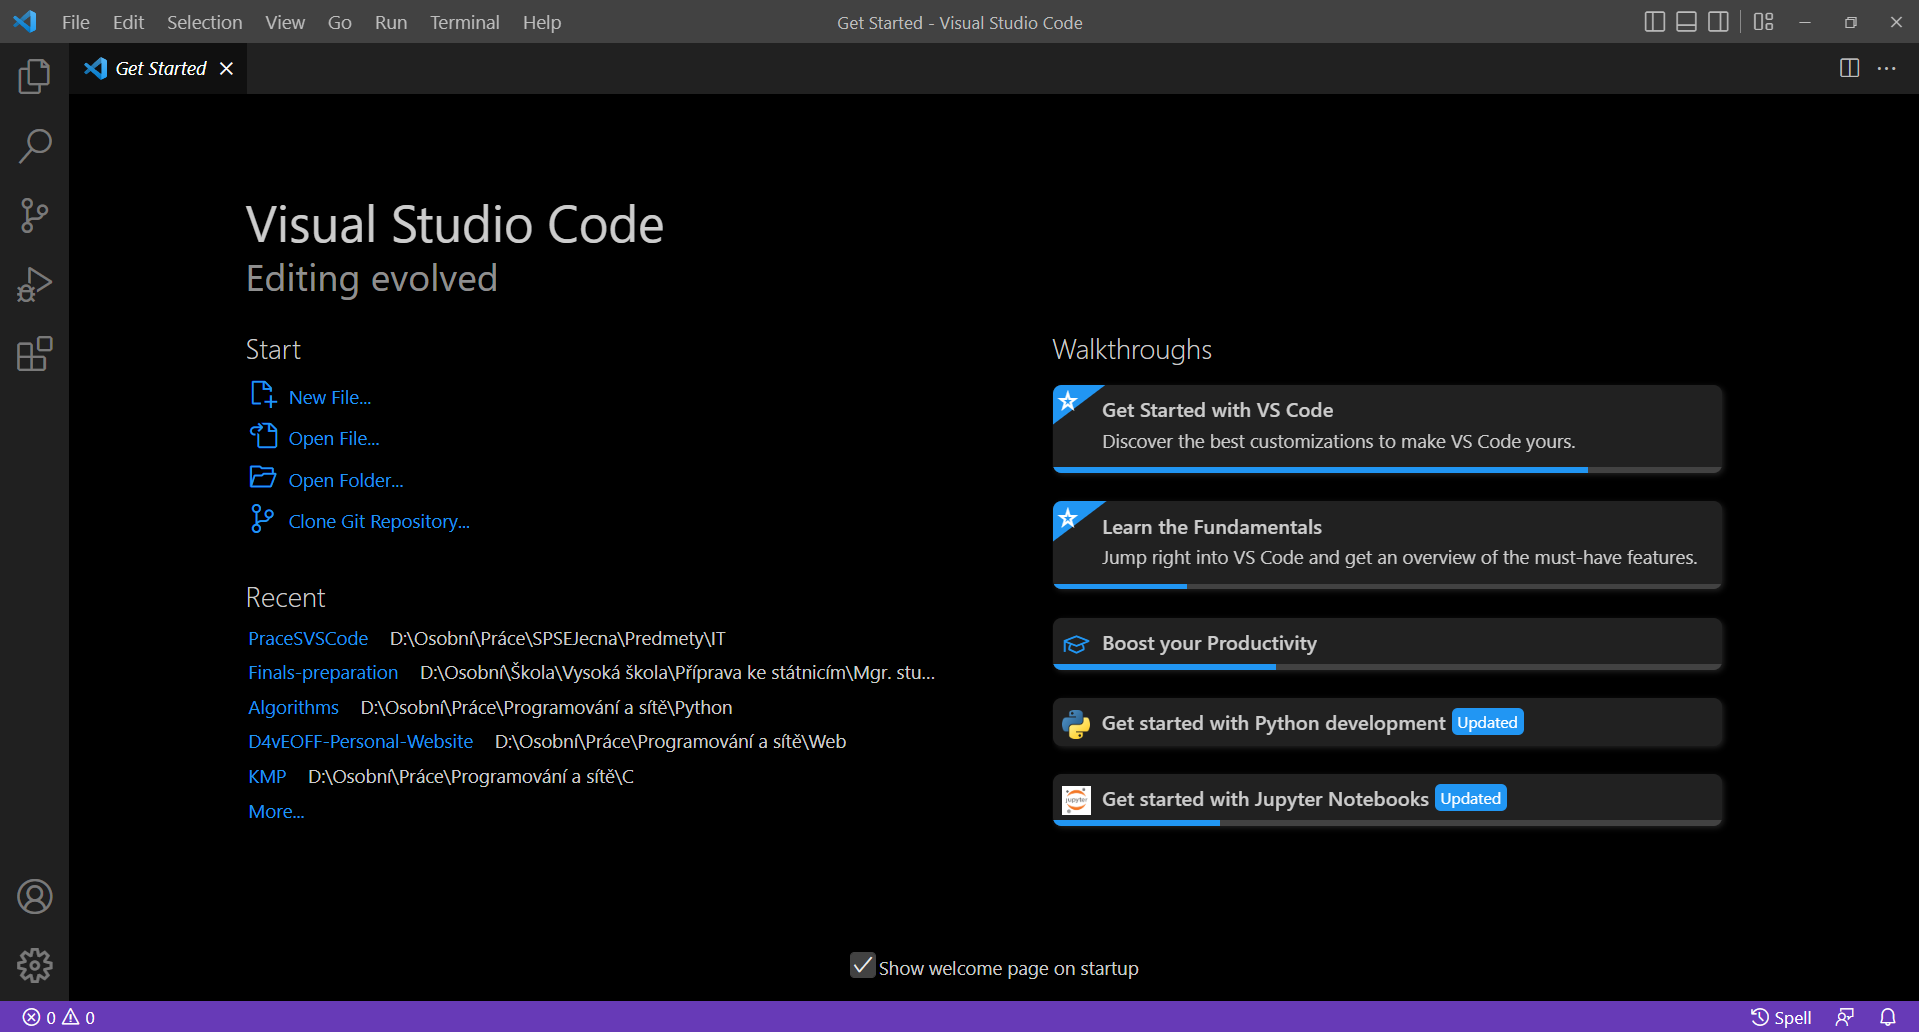 File Edit Selection View Go Run Terminal Help
Get Started - Visual Studio Code
Get Started
Visual Studio Code
Editing evolved
Start
New File...
Open File...
Open Folder...
Clone Git Repository...
Recent
PraceSVSCode D:\Osobní\Práce\SPSEJecna\Predmety\IT
Finals-preparation D:\Osobní\Škola\Vysoká škola\Příprava ke státnicím\Mgr. stu...
Algorithms D:\Osobní\Práce\Programování a sítě\Python
D4vEOFF-Personal-Website D:\Osobní\Práce\Programování a sítě\Web
KMP D:\Osobní\Práce\Programování a sítě\C
More...
Walkthroughs
Get Started with VS Code
Discover the best customizations to make VS Code yours.
Learn the Fundamentals
Jump right into VS Code and get an overview of the must-have features.
Boost your Productivity
Get started with Python development Updated
jupyter
Get started with Jupyter Notebooks Updated
Show welcome page on startup
0 0
Spell